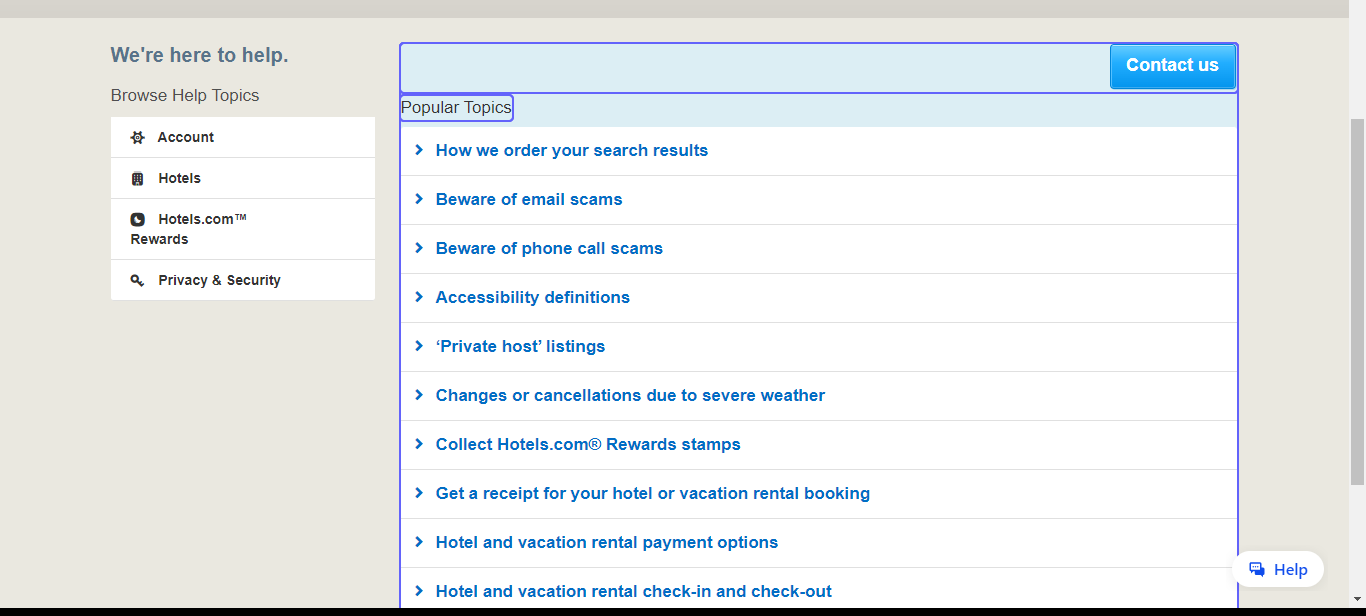 We're here to help.
Browse Help Topics
Account
Hotels
Hotels.com™
Rewards
Privacy & Security
Contact us
Popular Topics
How we order your search results
Beware of email scams
Beware of phone call scams
Accessibility definitions
‘Private host’ listings
Changes or cancellations due to severe weather
Collect Hotels.com® Rewards stamps
Get a receipt for your hotel or vacation rental booking
Hotel and vacation rental payment options
Hotel and vacation rental check-in and check-out
Help